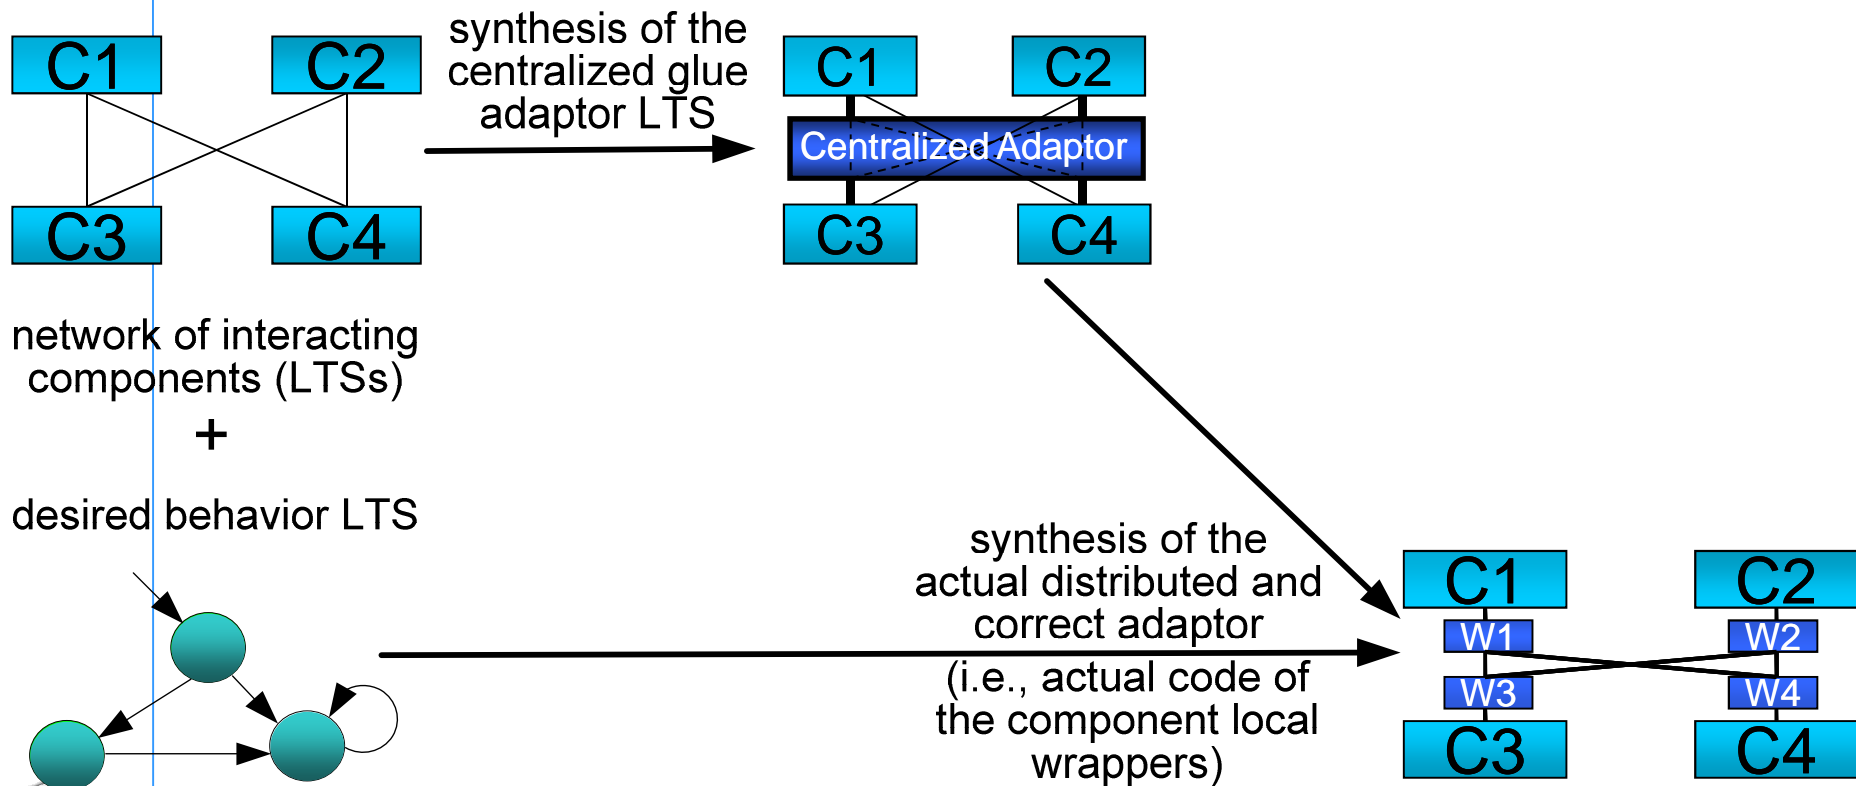 C1
C2
C3
C4
synthesis of the
centralized glue
adaptor LTS
C1
C2
Centralized Adaptor
C3
C4
network of interacting
components (LTSs)
+
desired behavior LTS
synthesis of the
actual distributed and
correct adaptor
(i.e., actual code of
the component local
wrappers)
C1
C2
W1
W2
W3
W4
C3
C4